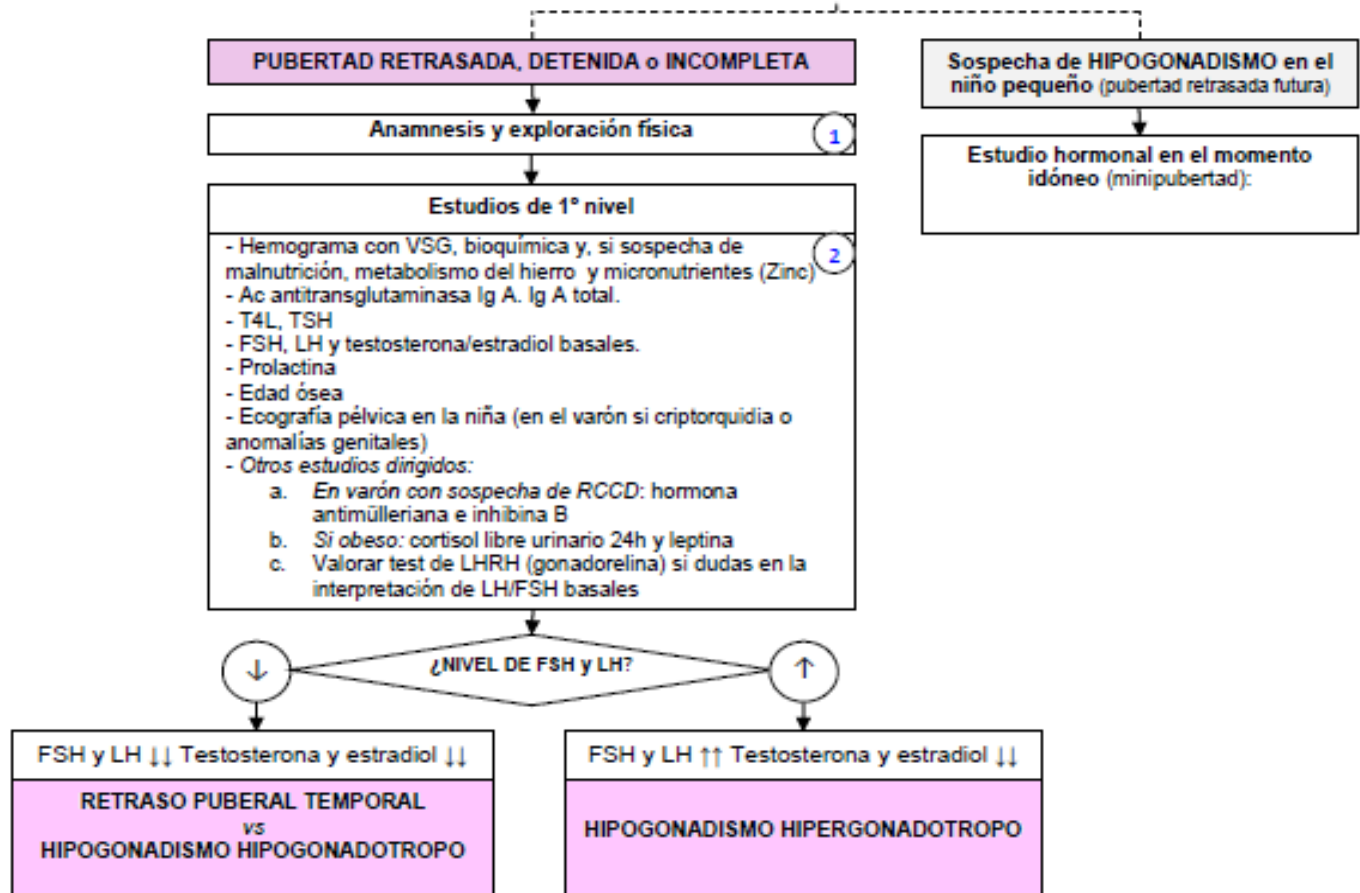 PUBERTAD RETRASADA, DETENIDA o INCOMPLETA
Anamnesis y exploración física
1
Estudios de 1º nivel
2
- Hemograma con VSG, bioquímica y, si sospecha de
malnutrición, metabolismo del hierro y micronutrientes (Zinc)
- Ac antitransglutaminasa Ig A. Ig A total.
- T4L, TSH
- FSH, LH y testosterona/estradiol basales.
- Prolactina
- Edad ósea
- Ecografía pélvica en la niña (en el varón si criptorquidia o
anomalías genitales)
- Otros estudios dirigidos:
a. En varón con sospecha de RCCD: hormona
antimülleriana e inhibina B
b. Si obeso: cortisol libre urinario 24h y leptina
c. Valorar test de LHRH (gonadorelina) si dudas en la
interpretación de LH/FSH basales
Sospecha de HIPOGONADISMO en el
niño pequeño (pubertad retrasada futura)
Estudio hormonal en el momento
idóneo (minipubertad):
↓
¿NIVEL DE FSH y LH?
↑
FSH y LH ↓↓ Testosterona y estradiol ↓↓
RETRASO PUBERAL TEMPORAL
vs
HIPOGONADISMO HIPOGONADOTROPO
FSH y LH ↑↑ Testosterona y estradiol ↓↓
HIPOGONADISMO HIPERGONADOTROPO